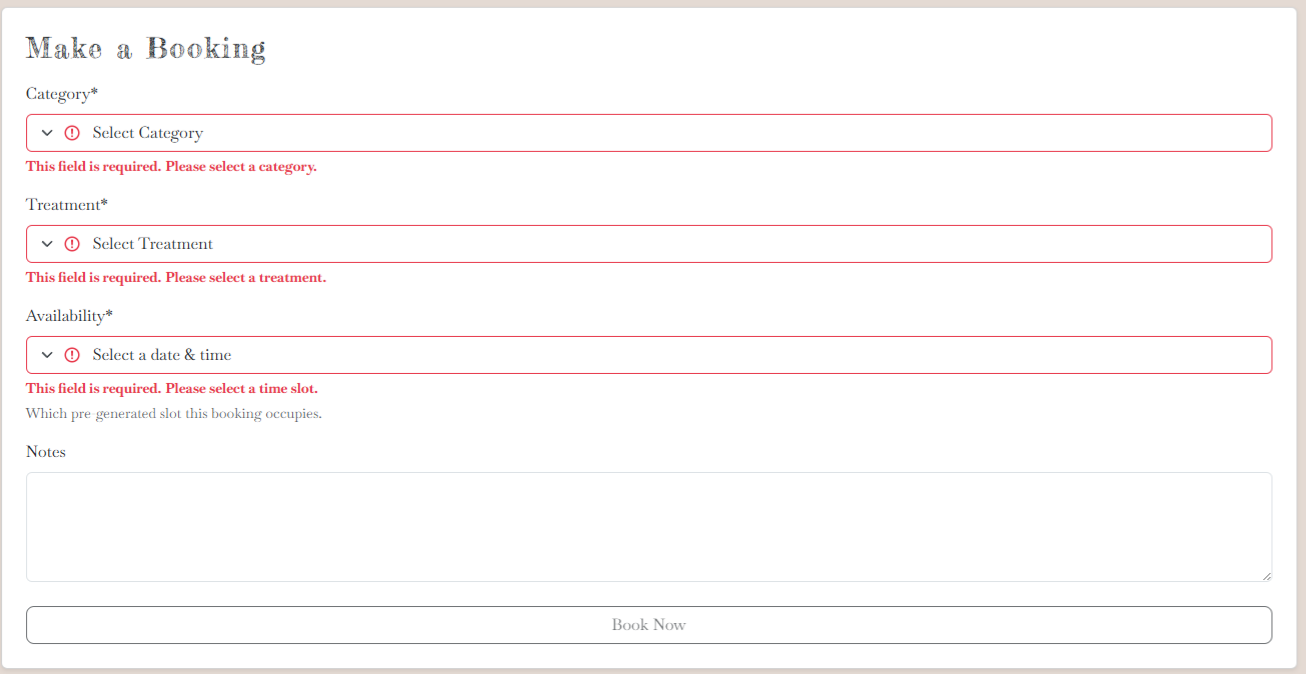 Make a Booking
Category*
Select Category
This field is required. Please select a category.
Treatment*
Select Treatment
This field is required. Please select a treatment.
Availability*
Select a date & time
This field is required. Please select a time slot.
Which pre-generated slot this booking occupies.
Notes
Book Now